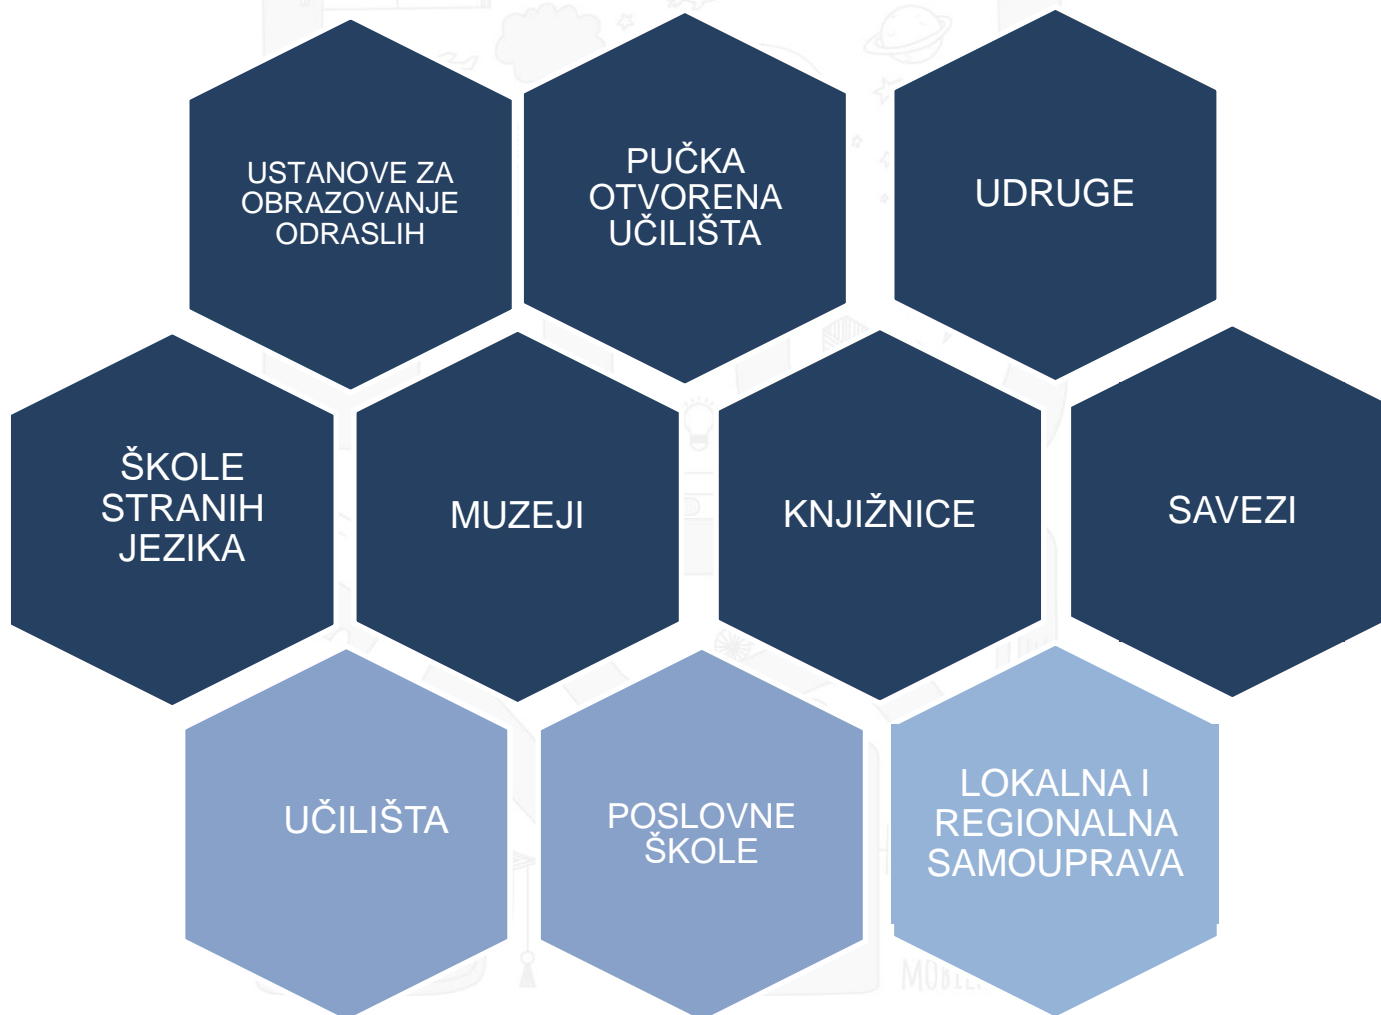 USTANOVE ZA
OBRAZOVANJE
ODRASLIH
PUČKA
OTVORENA
UČILIŠTA
UDRUGE
ŠKOLE
STRANIH
JEZIKA
MUZEJI
KNJIŽNICE
SAVEZI
UČILIŠTA
POSLOVNE
ŠKOLE
LOKALNA I
REGIONALNA
SAMOUPRAVA